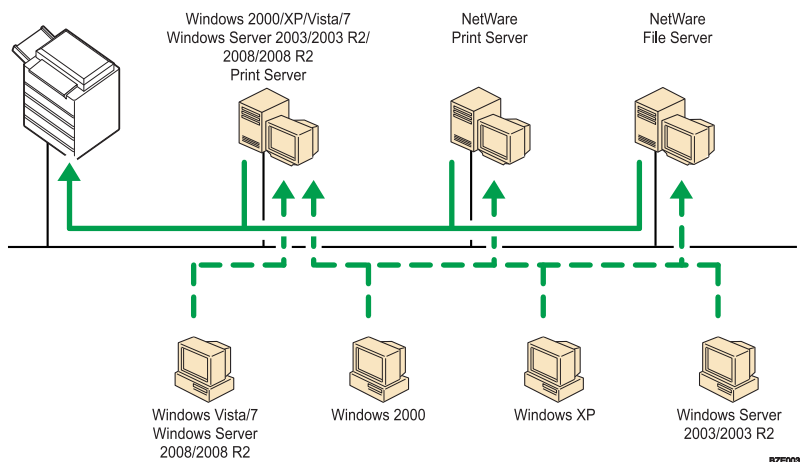 Windows 2000/XP/Vista/7
Windows Server 2003/2003 R2/
2008/2008 R2
Print Server
NetWare
Print Server
NetWare
File Server
Windows Vista/7
Windows Server
2008/2008 R2
Windows 2000
Windows XP
Windows Server
2003/2003 R2
BZE003